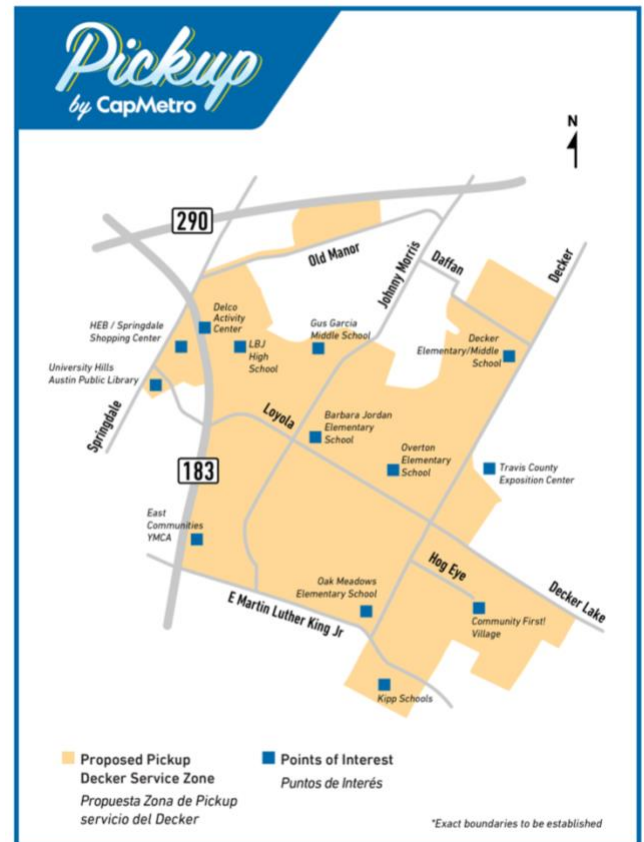 Pickup
by CapMetro
N
290
Old Manor
Johnny Morris
Daffan
Decker
Delco
Activity
Center
HEB / Springdale
Shopping Center
LBJ
High
School
Gus Garcia
Middle School
Decker
Elementary/Middle
School
University Hills
Austin Public Library
Springdale
Loyola
Barbara Jordan
Elementary
School
Overton
Elementary
School
Travis County
Exposition Center
183
East
Communities
YMCA
Hog Eye
Oak Meadows
Elementary School
E Martin Luther King Jr
Decker Lake
Community First!
Village
Kipp Schools
Proposed Pickup
Decker Service Zone
Propuesta Zona de Pickup
servicio del Decker
Points of Interest
Puntos de Interés
*Exact boundaries to be established